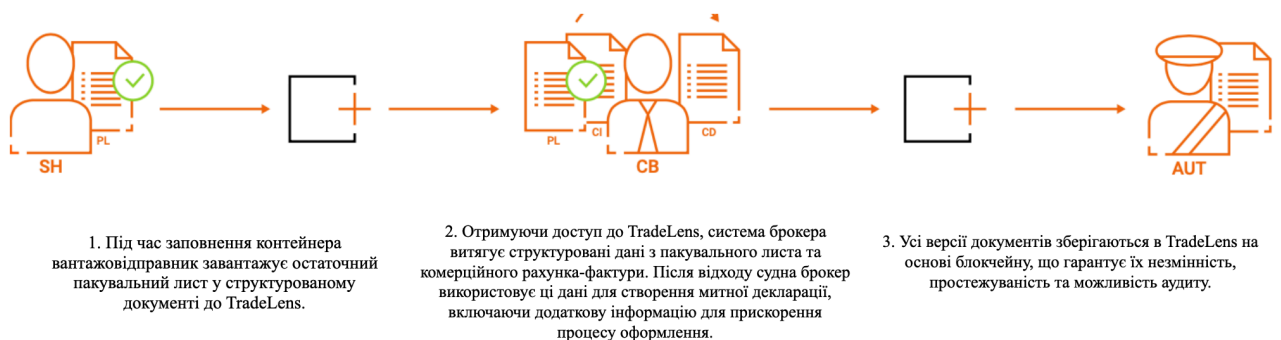 PL
SH
PL
CI
CD
CB
AUT
1. Під час заповнення контейнера
вантажовідправник завантажує остаточний
пакувальний лист у структурованому
документі до TradeLens.
2. Отримуючи доступ до TradeLens, система брокера
витягує структуровані дані з пакувального листа та
комерційного рахунка-фактури. Після відходу судна брокер
використовує ці дані для створення митної декларації,
включаючи додаткову інформацію для прискорення
процесу оформлення.
3. Усі версії документів зберігаються в TradeLens на
основі блокчейну, що гарантує їх незмінність,
простежуваність та можливість аудиту.